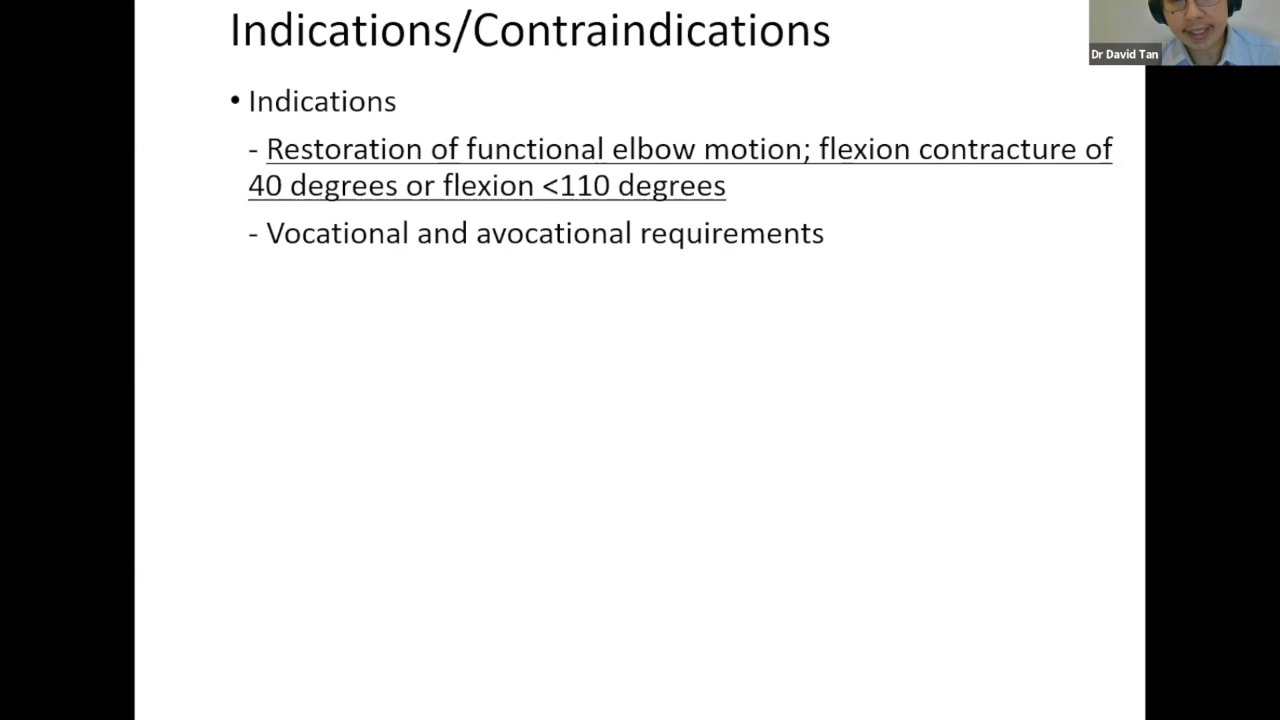 Indications/Contraindications
Dr David Tan
• Indications
- Restoration of functional elbow motion; flexion contracture of
40 degrees or flexion <110 degrees
- Vocational and avocational requirements